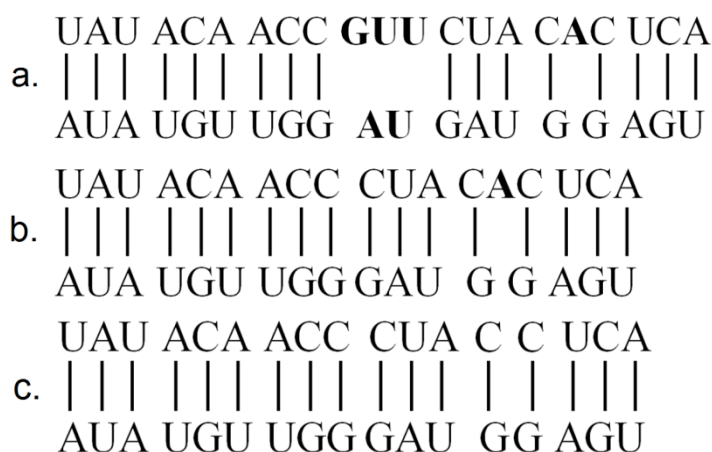 UAU ACA ACC GUU CUA CAC UCA
a.
AUA UGU UGG AU GAU G G AGU
UAU ACA ACC CUA CAC UCA
b.
AUA UGU UGG GAU G G AGU
UAU ACA ACC CUA C C UCA
c.
AUA UGU UGG GAU GG AGU